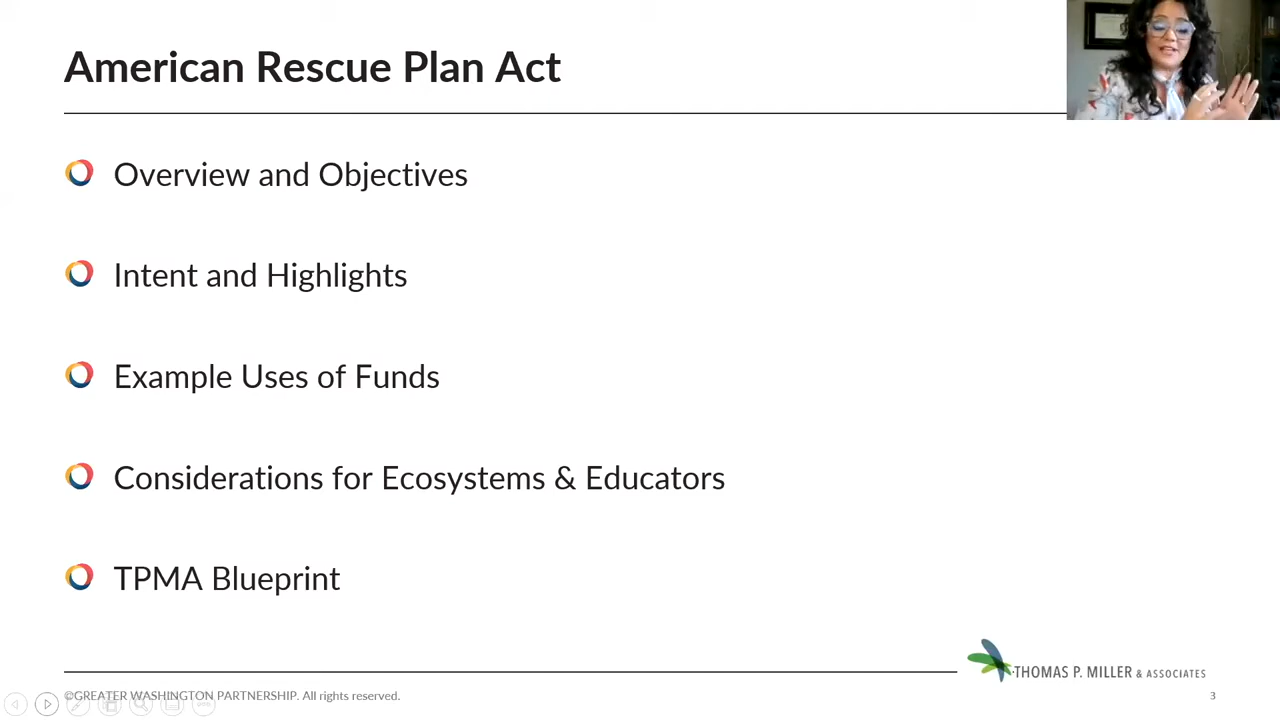 American Rescue Plan Act
Overview and Objectives
Intent and Highlights
Example Uses of Funds
Considerations for Ecosystems & Educators
TPMA Blueprint
THOMAS P. MILLER & ASSOCIATES
©GREATER WASHINGTON PARTNERSHIP. All rights reserved.
3